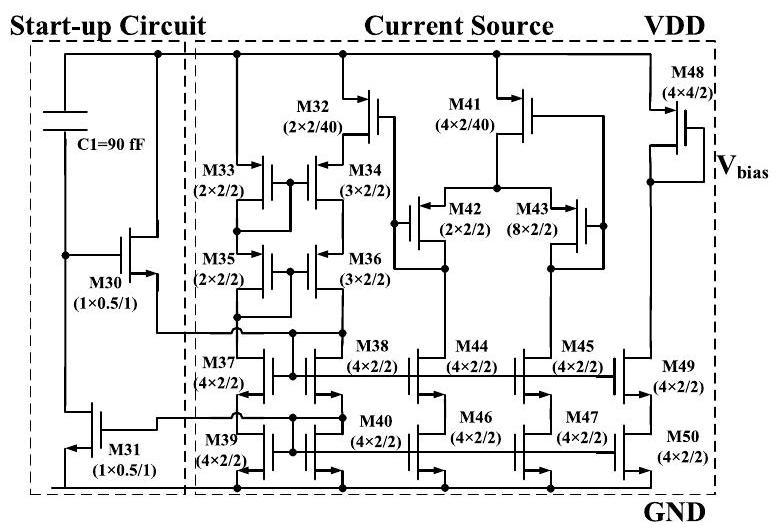 Start-up Circuit
Current Source
VDD
C1=90 fF
M30
(1×0.5/1)
M31
(1×0.5/1)
M32
(2×2/40)
M33
(2×2/2)
M34
(3×2/2)
M35
(2×2/2)
M36
(3×2/2)
M37
(4×2/2)
M38
(4×2/2)
M39
(4×2/2)
M40
(4×2/2)
M41
(4×2/40)
M42
(2×2/2)
M43
(8×2/2)
M44
(4×2/2)
M45
(4×2/2)
M46
(4×2/2)
M47
(4×2/2)
M48
(4×4/2)
Vbias
M49
(4×2/2)
M50
(4×2/2)
GND